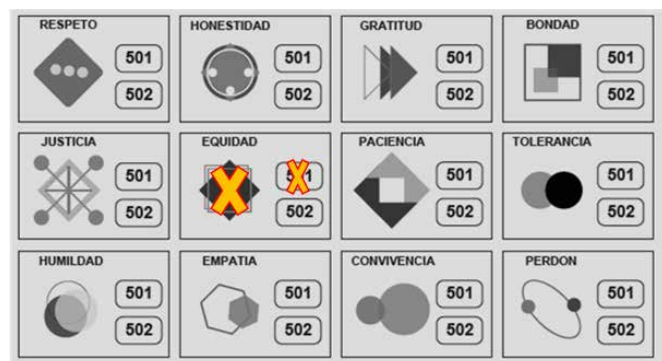 RESPETO
501
502
HONESTIDAD
501
502
GRATITUD
501
502
BONDAD
501
502
JUSTICIA
501
502
EQUIDAD
502
PACIENCIA
501
502
TOLERANCIA
501
502
HUMILDAD
501
502
EMPATIA
501
502
CONVIVENCIA
501
502
PERDON
501
502